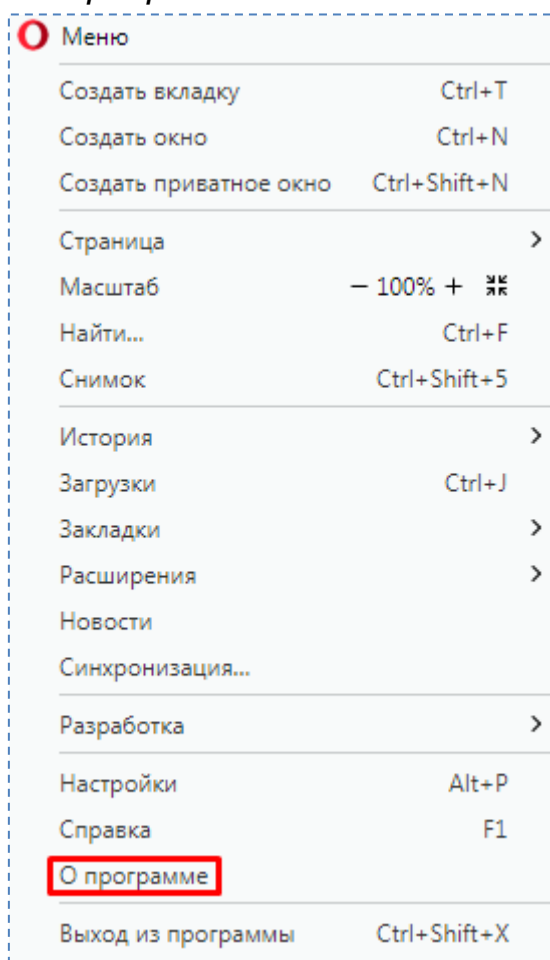 Меню
Создать вкладку Ctrl+T
Создать окно Ctrl+N
Создать приватное окно Ctrl+Shift+N
Страница
Масштаб − 100% +
Найти... Ctrl+F
Снимок Ctrl+Shift+5
История
Загрузки Ctrl+J
Закладки
Расширения
Новости
Синхронизация...
Разработка
Настройки Alt+P
Справка F1
О программе
Выход из программы Ctrl+Shift+X